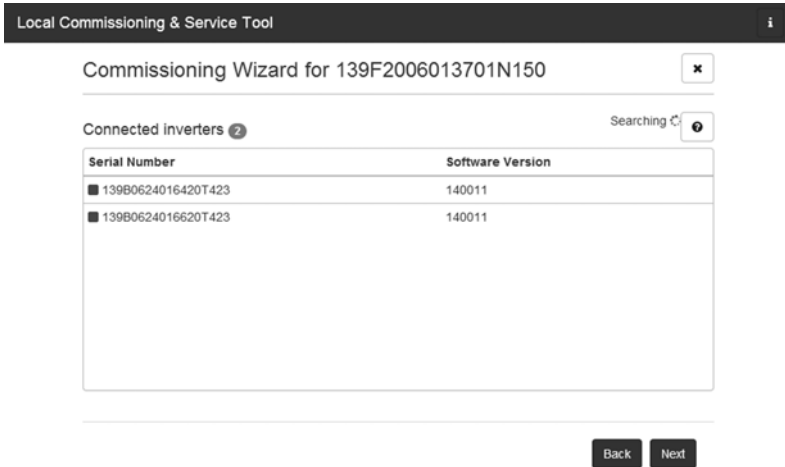 Local Commissioning & Service Tool
Commissioning Wizard for 139F2006013701N150
Connected inverters 2
Searching
Serial Number Software Version
139B0624016420T423 140011
139B0624016620T423 140011
Back Next